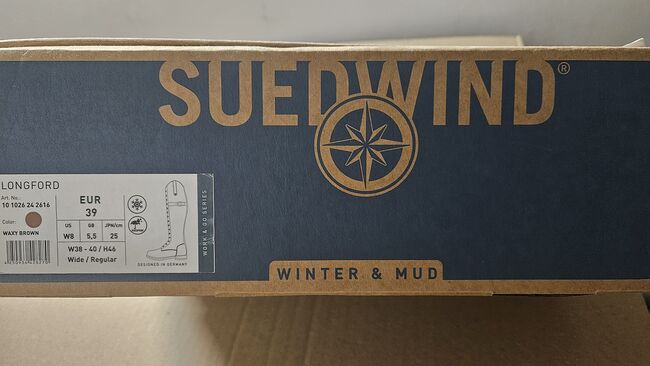 SUEDWIND®
LONGFORD
Art. No.:
10 1026 24 2616
Color:
WAXY BROWN
EUR
39
US GB JPN/cm
W8 5,5 25
W38 - 40 / H46
Wide / Regular
DESIGNED IN GERMANY
WORK & GO SERIES
WINTER & MUD